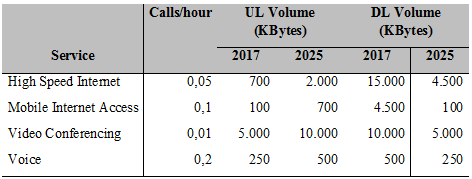 Calls/hour UL Volume DL Volume
(KBytes) (KBytes)
Service 2017 2025 2017 2025
High Speed Internet 0,05 700 2.000 15.000 4.500
Mobile Internet Access 0,1 100 700 4.500 100
Video Conferencing 0,01 5.000 10.000 10.000 5.000
Voice 0,2 250 500 500 250